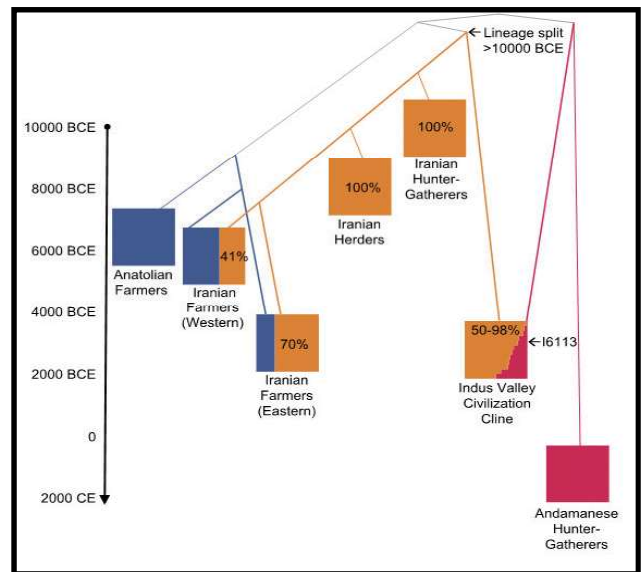 ←Lineage split
>10000 BCE
10000 BCE
100%
Iranian
Hunter-
Gatherers
8000 BCE
100%
Iranian
Herders
6000 BCE
Anatolian
Farmers
41%
Iranian
Farmers
(Western)
4000 BCE
70%
Iranian
Farmers
(Eastern)
50-98%
←I6113
Indus Valley
Civilization
Cline
2000 BCE
0
2000 CE
Andamanese
Hunter-
Gatherers